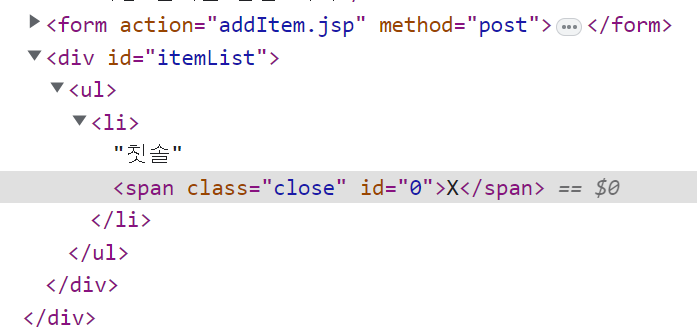 <form action="addItem.jsp" method="post">…</form>
<div id="itemList">
<ul>
<li>
"칫솔"
<span class="close" id="0">X</span> == $0
</li>
</ul>
</div>
</div>